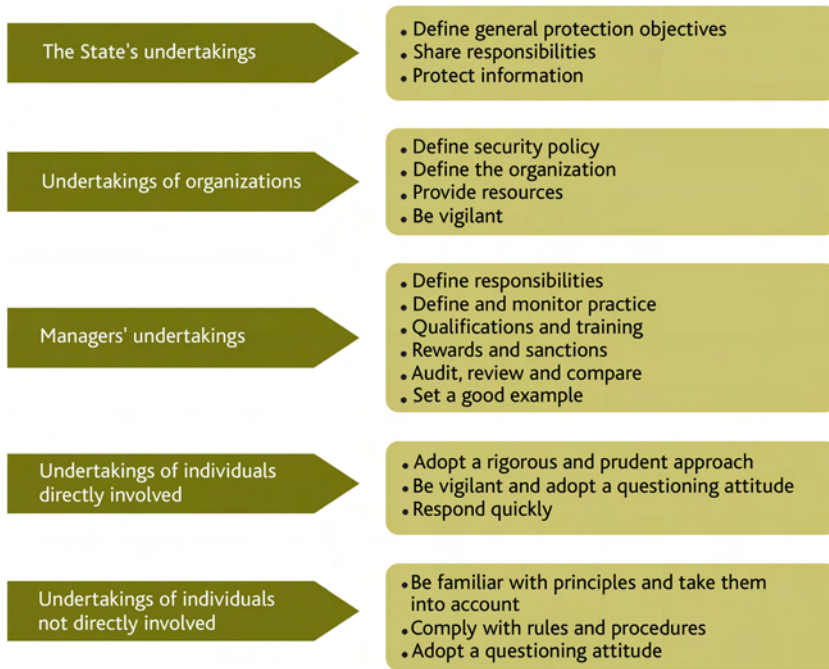 The State's undertakings
• Define general protection objectives
• Share responsibilities
• Protect information
Undertakings of organizations
• Define security policy
• Define the organization
• Provide resources
• Be vigilant
Managers' undertakings
• Define responsibilities
• Define and monitor practice
• Qualifications and training
• Rewards and sanctions
• Audit, review and compare
• Set a good example
Undertakings of individuals
directly involved
• Adopt a rigorous and prudent approach
• Be vigilant and adopt a questioning attitude
• Respond quickly
Undertakings of individuals
not directly involved
• Be familiar with principles and take them
into account
• Comply with rules and procedures
• Adopt a questioning attitude